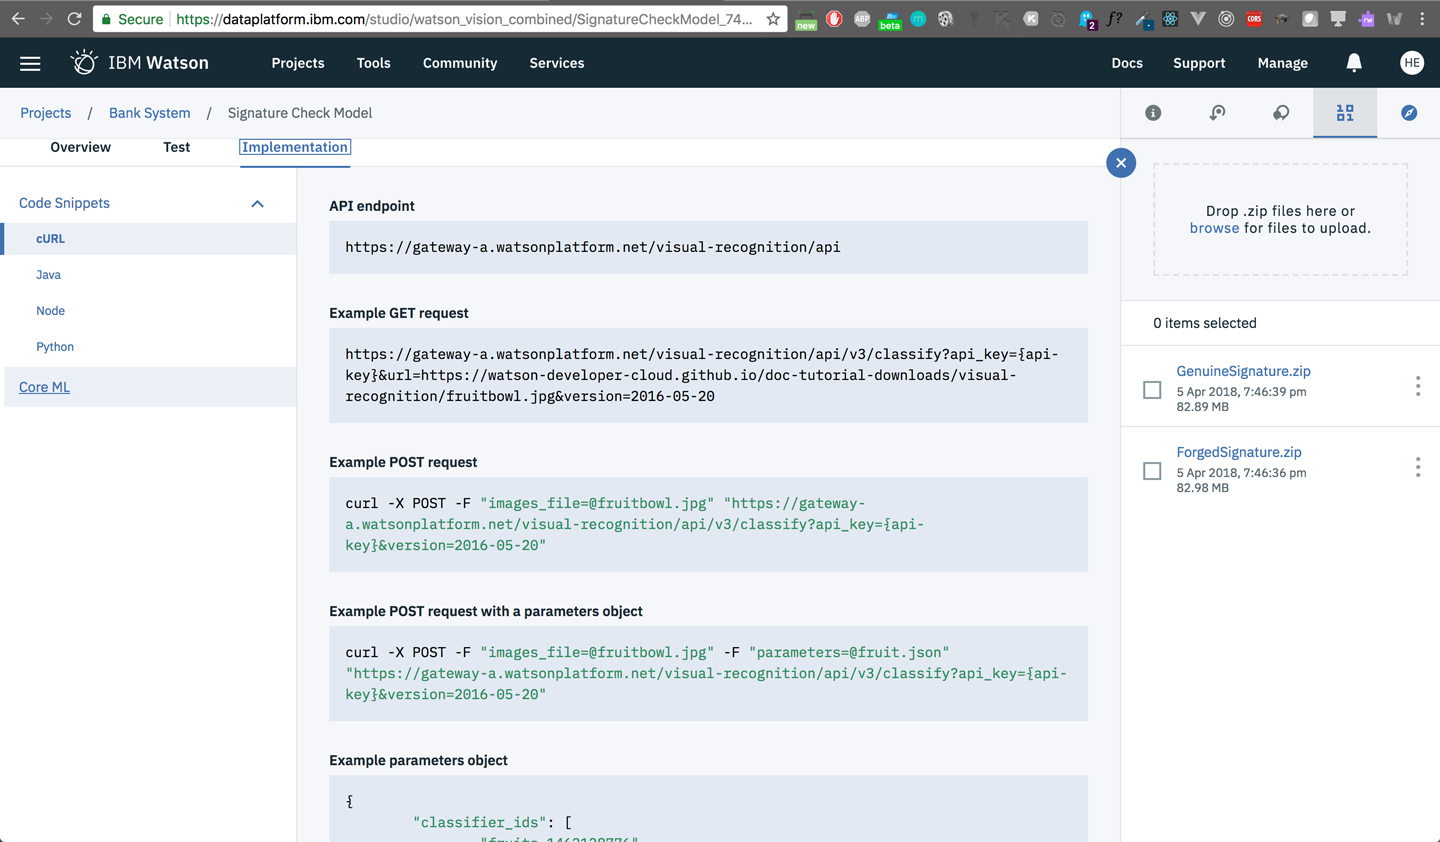 Secure https://dataplatform.ibm.com/studio/watson_vision_combined/SignatureCheckModel_74...
new
ABP
beta
m
K
2
f?
CORS
rw
W
IBM Watson
Projects
Tools
Community
Services
Docs
Support
Manage
HE
Projects / Bank System / Signature Check Model
Overview
Test
Implementation
Code Snippets
cURL
Java
Node
Python
Core ML
API endpoint
https://gateway-a.watsonplatform.net/visual-recognition/api
Example GET request
https://gateway-a.watsonplatform.net/visual-recognition/api/v3/classify?api_key={api-
key}&url=https://watson-developer-cloud.github.io/doc-tutorial-downloads/visual-
recognition/fruitbowl.jpg&version=2016-05-20
Example POST request
curl -X POST -F "images_file=@fruitbowl.jpg" "https://gateway-
a.watsonplatform.net/visual-recognition/api/v3/classify?api_key={api-
key}&version=2016-05-20"
Example POST request with a parameters object
curl -X POST -F "images_file=@fruitbowl.jpg" -F "parameters=@fruit.json"
"https://gateway-a.watsonplatform.net/visual-recognition/api/v3/classify?api_key={api-
key}&version=2016-05-20"
Example parameters object
{
"classifier_ids": [
Drop .zip files here or
browse for files to upload.
0 items selected
GenuineSignature.zip
5 Apr 2018, 7:46:39 pm
82.89 MB
ForgedSignature.zip
5 Apr 2018, 7:46:36 pm
82.98 MB